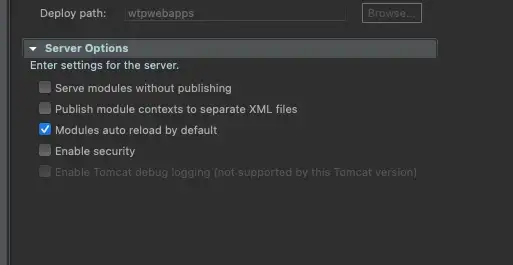 Deploy path: wtpwebapps Browse...
Server Options
Enter settings for the server.
Serve modules without publishing
Publish module contexts to separate XML files
Modules auto reload by default
Enable security
Enable Tomcat debug logging (not supported by this Tomcat version)